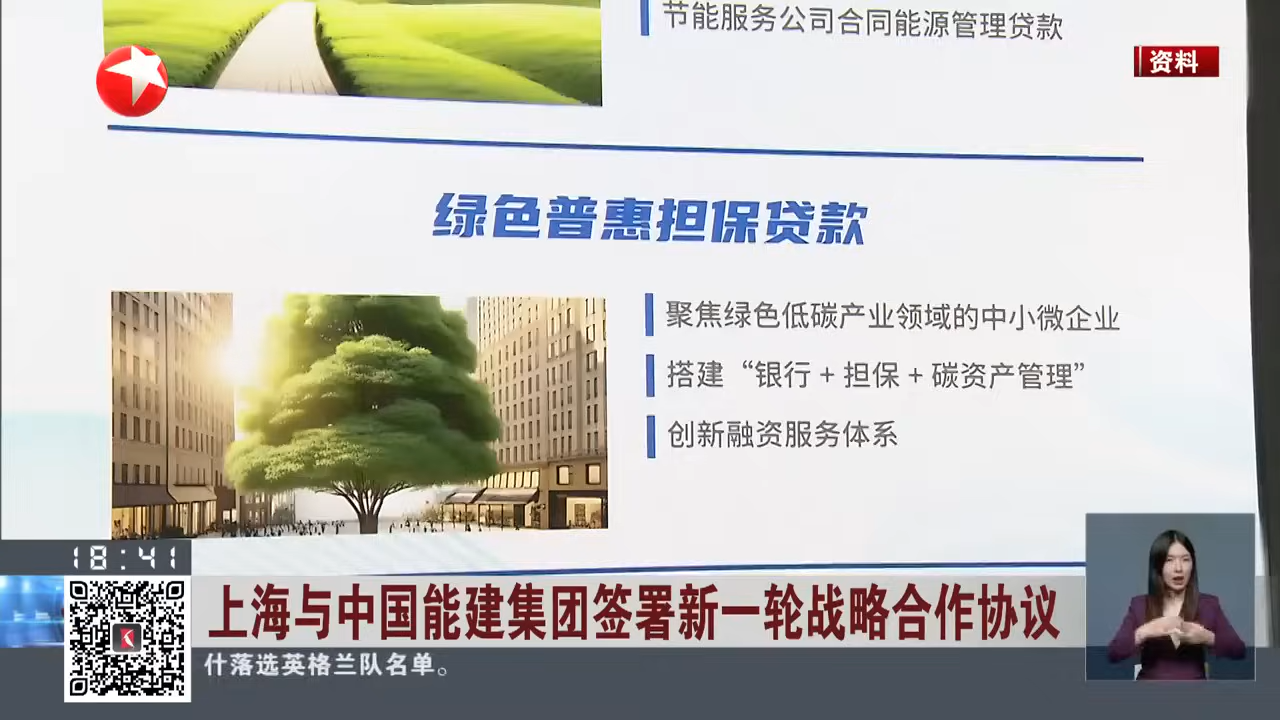 节能服务公司合同能源管理贷款
资料
绿色普惠担保贷款
聚焦绿色低碳产业领域的中小微企业
搭建“银行 + 担保 + 碳资产管理”
创新融资服务体系
18:41
上海与中国能建集团签署新一轮战略合作协议
什落选英格兰队名单。